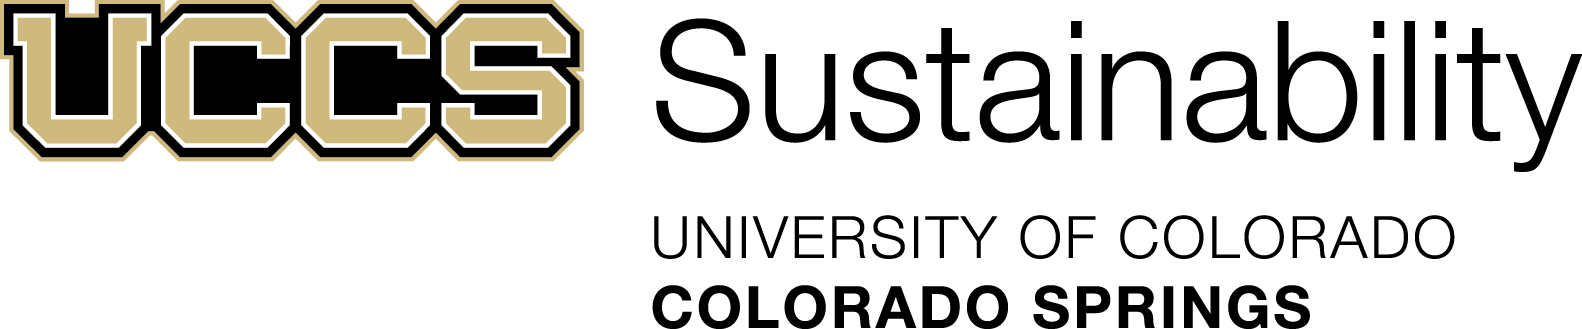 UCCS Sustainability
UNIVERSITY OF COLORADO
COLORADO SPRINGS